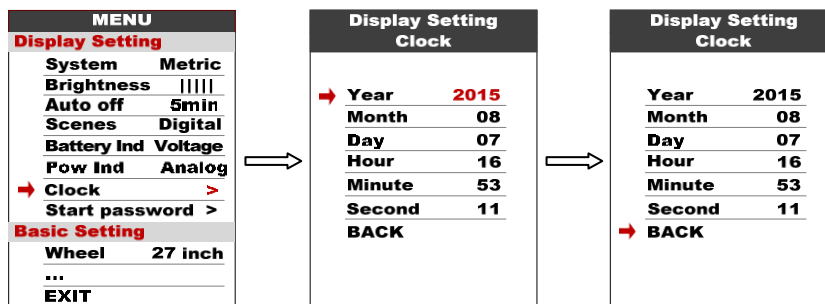 MENU
Display Setting
System Metric
Brightness |||||
Auto off 5min
Scenes Digital
Battery Ind Voltage
Pow Ind Analog
Clock >
Start password >
Basic Setting
Wheel 27 inch
...
EXIT
Display Setting
Clock
Year 2015
Month 08
Day 07
Hour 16
Minute 53
Second 11
BACK
Display Setting
Clock
Year 2015
Month 08
Day 07
Hour 16
Minute 53
Second 11
BACK